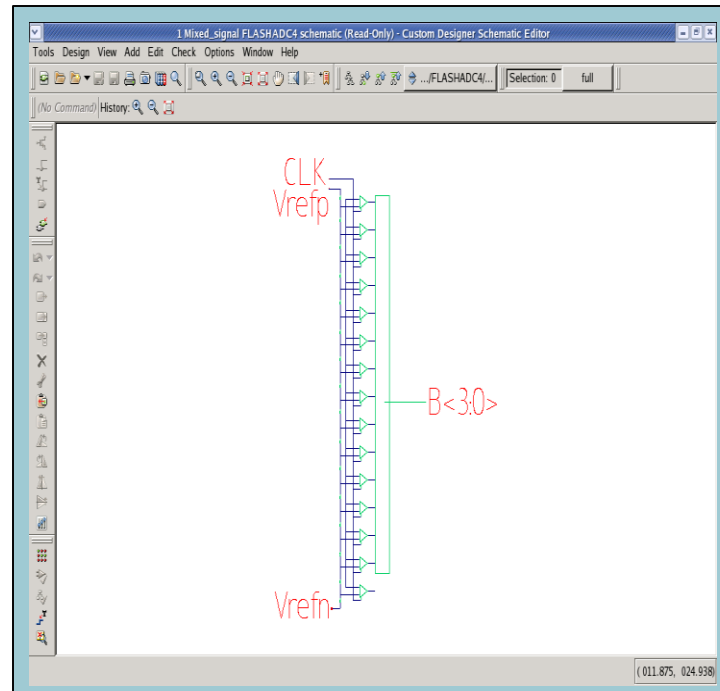 1 Mixed_signal FLASHADC4 schematic (Read-Only) - Custom Designer Schematic Editor
Tools Design View Add Edit Check Options Window Help
.../FLASHADC4/... Selection: 0 full
(No Command) History:
CLK
Vrefp
B<3:0>
Vrefn
( 011.875, 024.938)